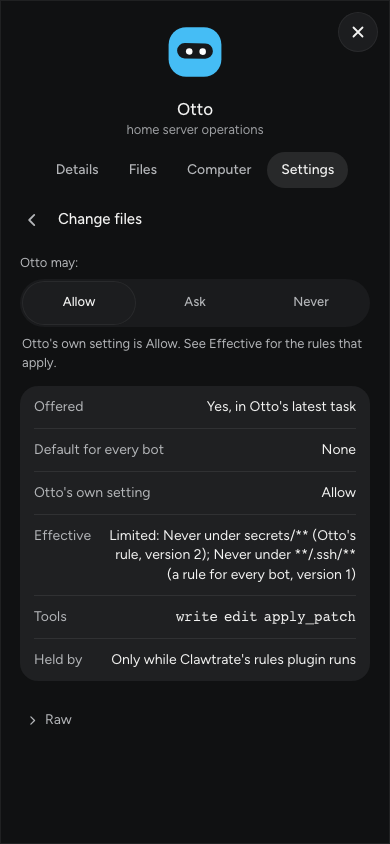 Otto
home server operations
Details Files Computer Settings
Change files
Otto may:
Allow Ask Never
Otto's own setting is Allow. See Effective for the rules that
apply.
Offered Yes, in Otto's latest task
Default for every bot None
Otto's own setting Allow
Effective Limited: Never under secrets/** (Otto's
rule, version 2); Never under **/.ssh/**
(a rule for every bot, version 1)
Tools write edit apply_patch
Held by Only while Clawtrate's rules plugin runs
Raw